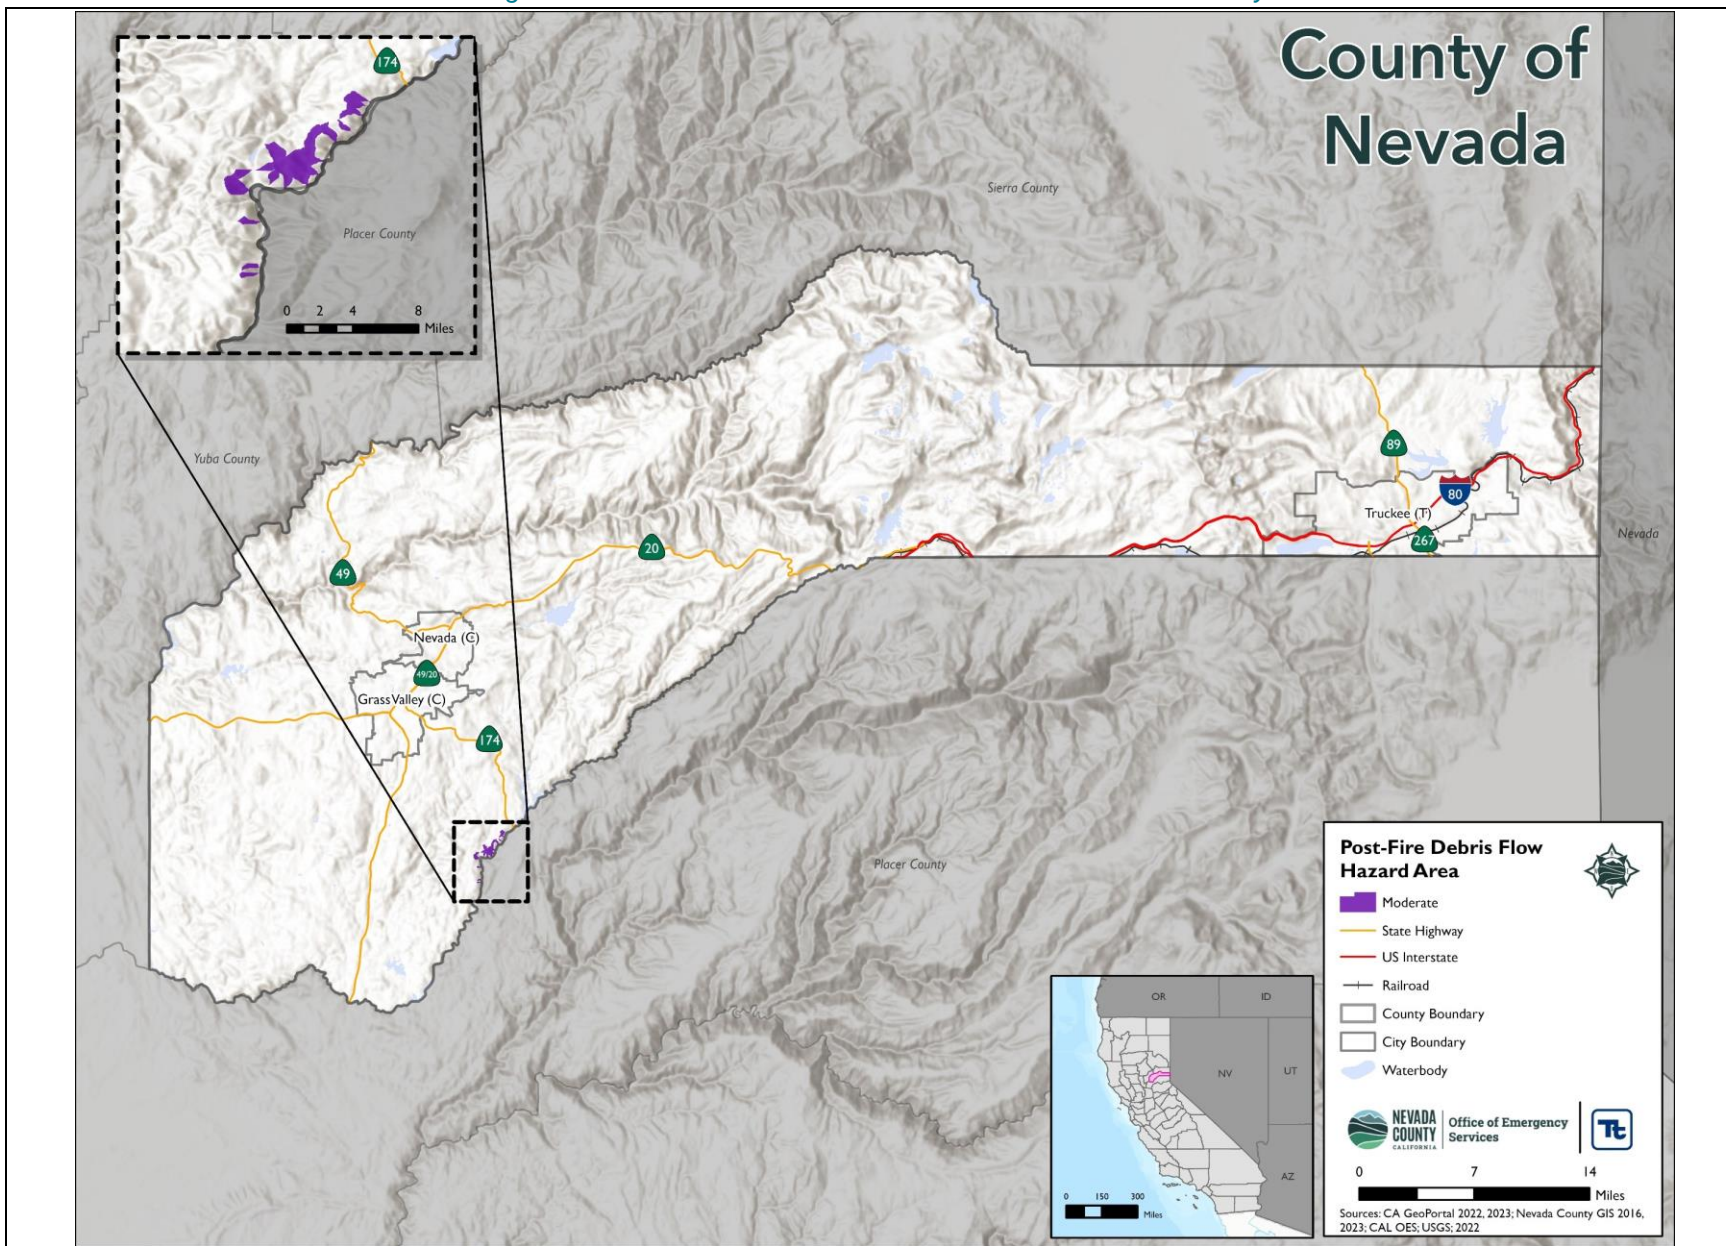 County of
Nevada
174
Placer County
0 2 4 8
Miles
Sierra County
Yuba County
89
80
Truckee (T)
267
Nevada
20
49
Nevada (C)
49/20
Grass Valley (C)
174
Placer County
Post-Fire Debris Flow
Hazard Area
Moderate
State Highway
US Interstate
Railroad
County Boundary
City Boundary
Waterbody
NEVADA
COUNTY
CALIFORNIA
Office of Emergency
Services
Tt
0 7 14
Miles
Sources: CA GeoPortal 2022, 2023; Nevada County GIS 2016,
2023; CAL OES; USGS; 2022
OR
ID
NV
UT
AZ
0 150 300
Miles